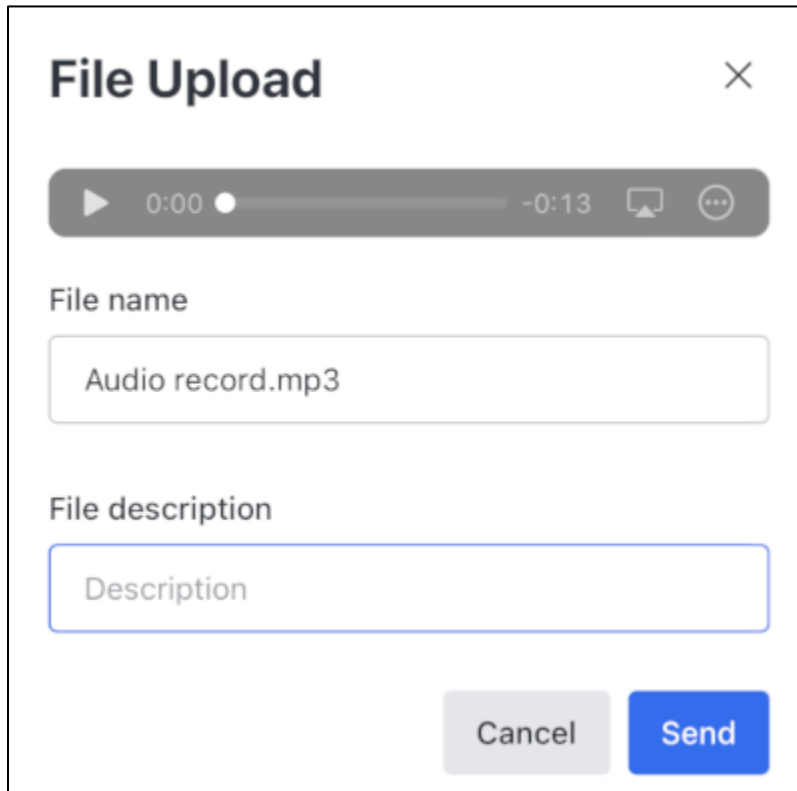 File Upload
0:00 -0:13
File name
Audio record.mp3
File description
Description
Cancel Send